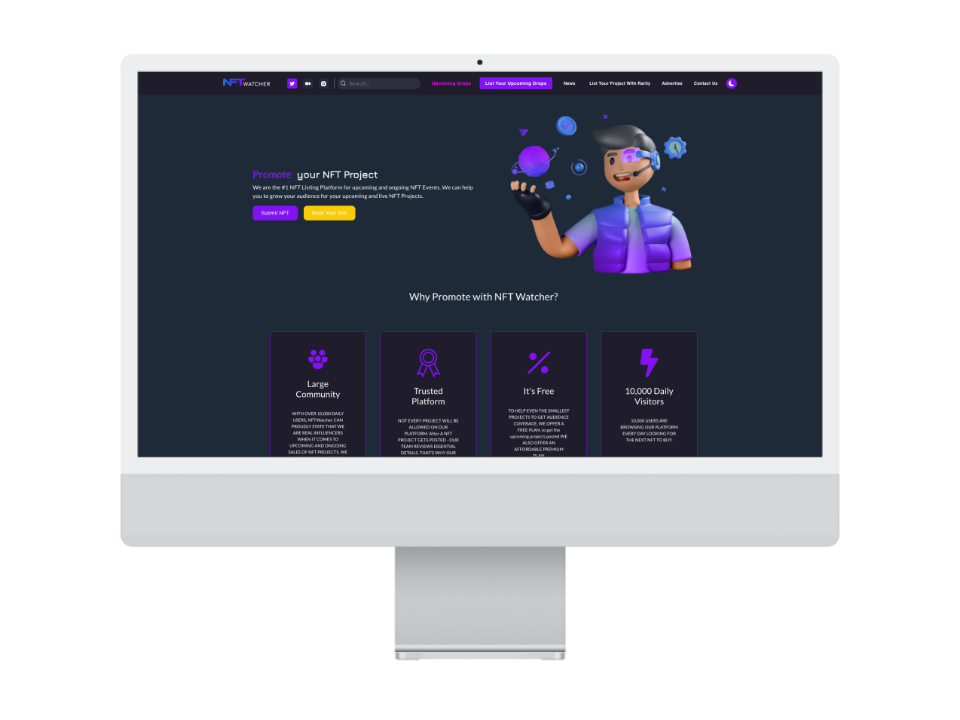 NFTWATCHER
Search...
Upcoming Drops
List Your Upcoming Drops
News
List Your Project With Rarity
Advertise
Contact Us
Promote your NFT Project
We are the #1 NFT Listing Platform for upcoming and ongoing NFT Events. We can help
you to grow your audience for your upcoming and live NFT Projects.
Submit NFT
Book Your Slot
Why Promote with NFT Watcher?
Large
Community
WITH OVER 10,000 DAILY
USERS, NFTWatcher CAN
PROUDLY STATE THAT WE
ARE REAL INFLUENCERS
WHEN IT COMES TO
UPCOMING AND ONGOING
SALES OF NFT PROJECTS. WE
Trusted
Platform
NOT EVERY PROJECT WILL BE
ALLOWED ON OUR
PLATFORM. After A NFT
PROJECT GETS POSTED - OUR
TEAM REVIEWS ESSENTIAL
DETAILS. THAT'S WHY OUR
It's Free
TO HELP EVEN THE SMALLEST
PROJECTS TO GET AUDIENCE
COVERAGE, WE OFFER A
FREE PLAN, to get the
upcoming project posted WE
ALSO OFFER AN
AFFORDABLE PREMIUM
PLAN
10,000 Daily
Visitors
10,000 USERS ARE
BROWSING OUR PLATFORM
EVERY DAY LOOKING FOR
THE NEXT NFT TO BUY.